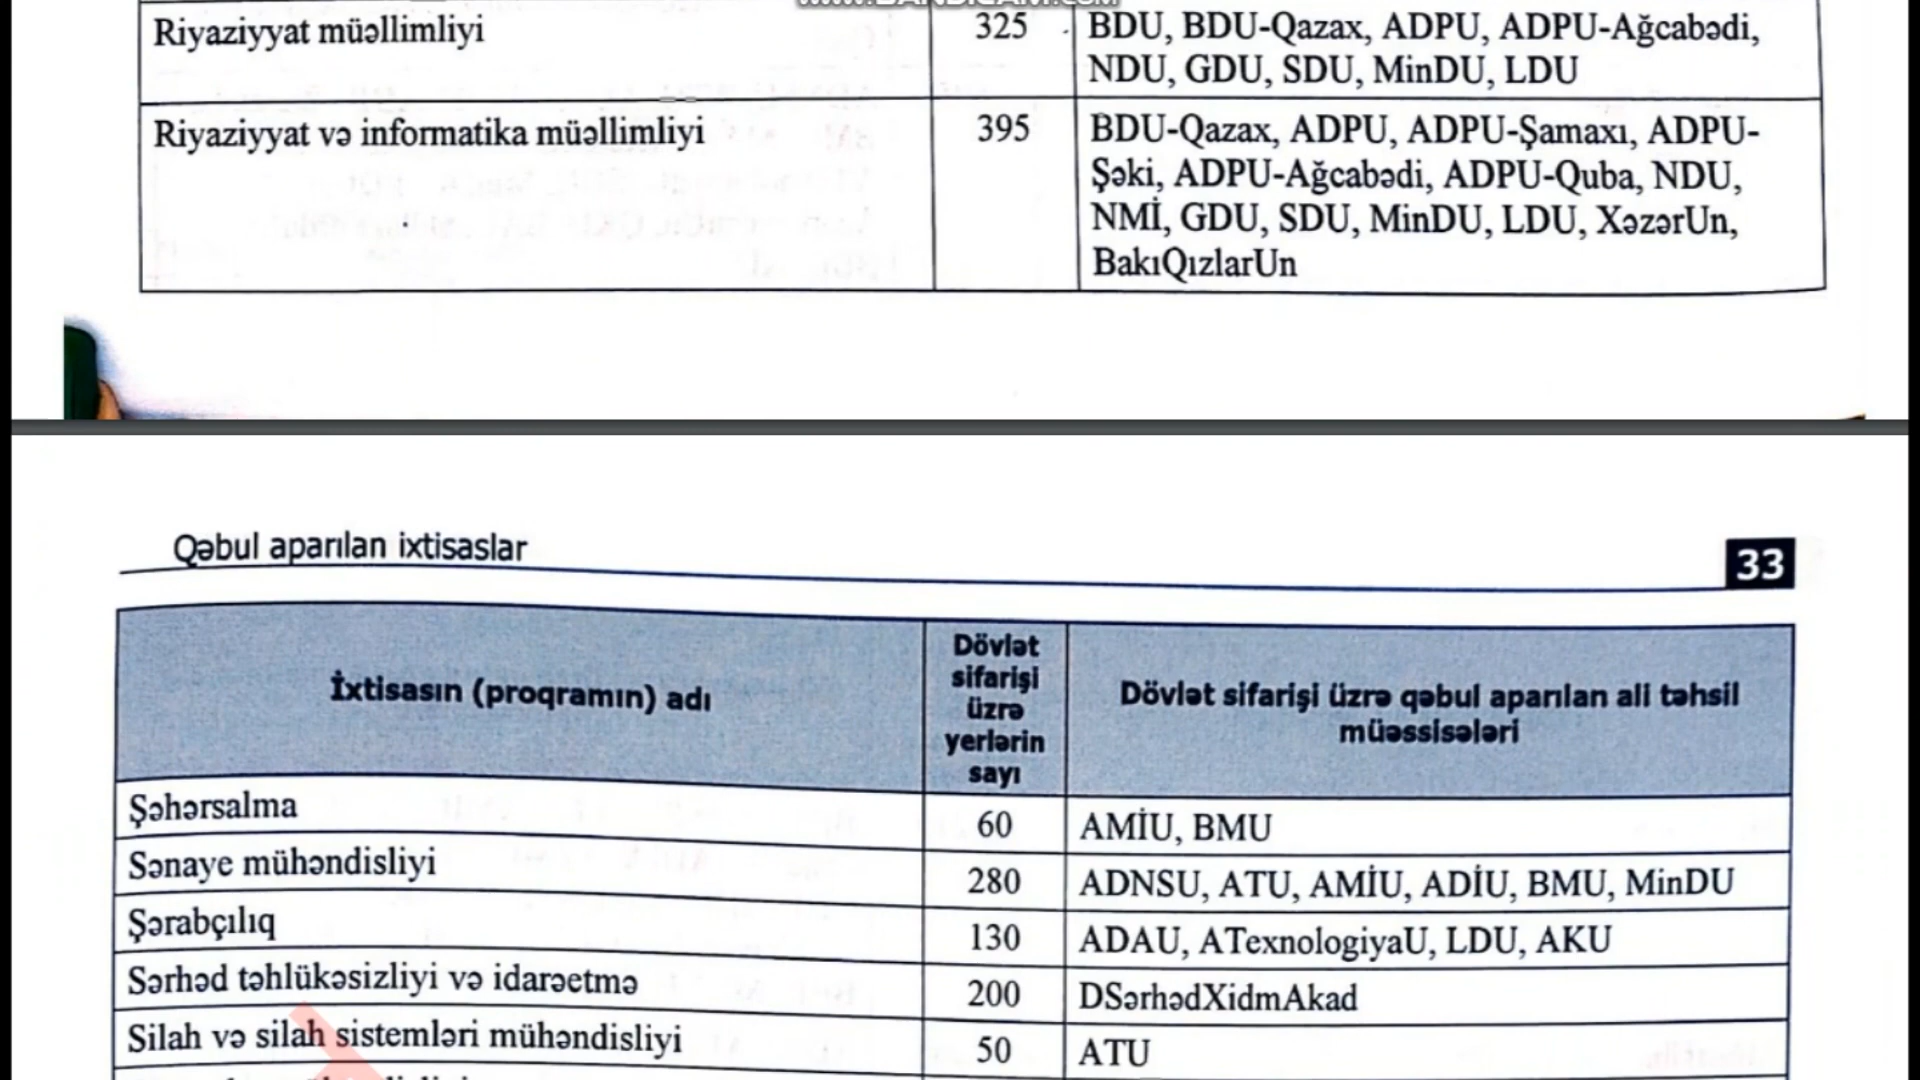 www.BANDICAM.com
Riyaziyyat müəllimliyi
325
BDU, BDU-Qazax, ADPU, ADPU-Ağcabədi,
NDU, GDU, SDU, MinDU, LDU
Riyaziyyat və informatika müəllimliyi
395
BDU-Qazax, ADPU, ADPU-Şamaxı, ADPU-
Şəki, ADPU-Ağcabədi, ADPU-Quba, NDU,
NMİ, GDU, SDU, MinDU, LDU, XəzərUn,
BakıQızlarUn
Qəbul aparılan ixtisaslar
33
İxtisasın (proqramın) adı
Dövlət
sifarişi
üzrə
yerlərin
sayı
Dövlət sifarişi üzrə qəbul aparılan ali təhsil
müəssisələri
Şəhərsalma
60
AMİU, BMU
Sənaye mühəndisliyi
280
ADNSU, ATU, AMİU, ADİU, BMU, MinDU
Şərabçılıq
130
ADAU, ATexnologiyaU, LDU, AKU
Sərhəd təhlükəsizliyi və idarəetmə
200
DSərhədXidmAkad
Silah və silah sistemləri mühəndisliyi
50
ATU